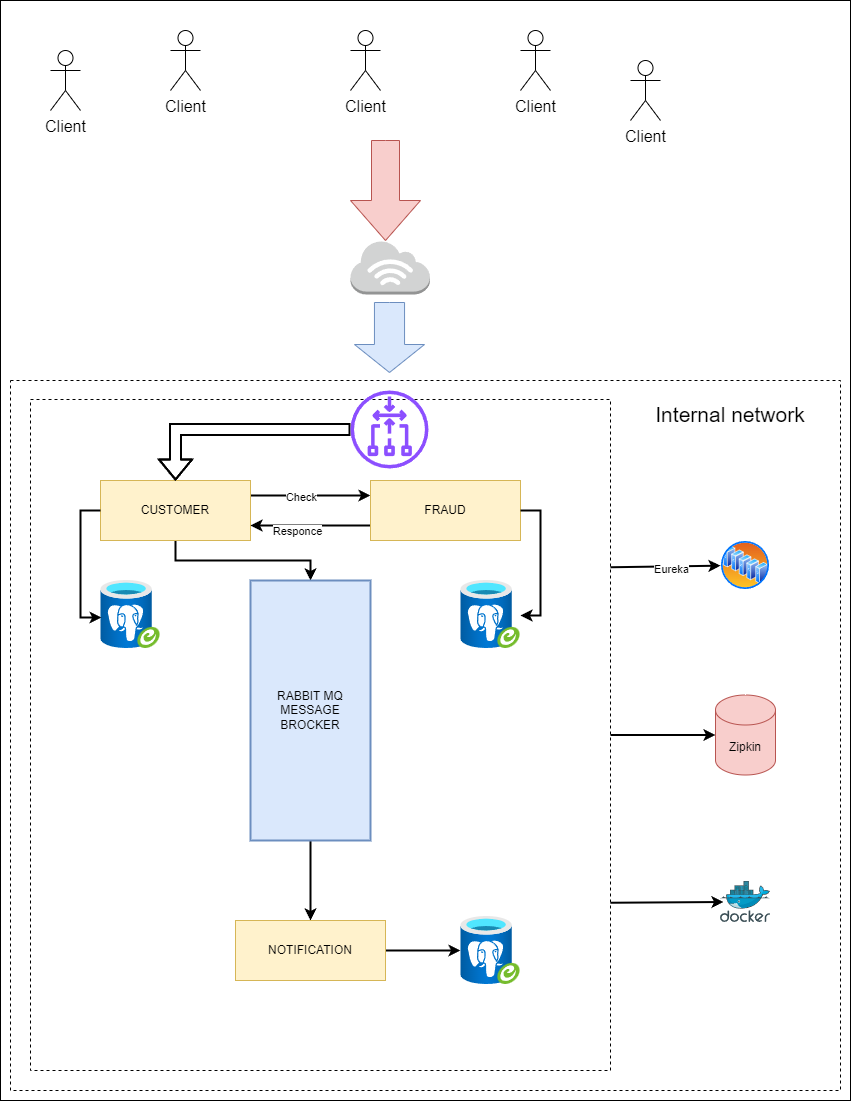 Client
Client
Client
Client
Client
Internal network
CUSTOMER
Check
FRAUD
Responce
Eureka
RABBIT MQ
MESSAGE
BROCKER
Zipkin
docker
NOTIFICATION